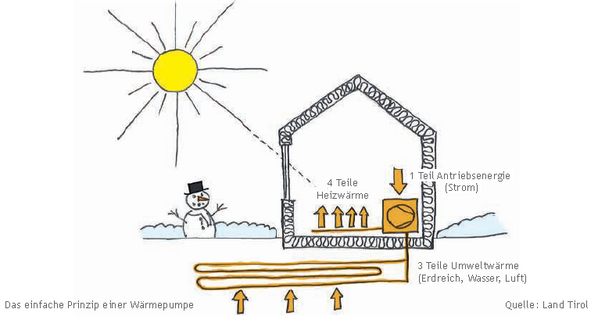 4 Teile
Heizwärme
1 Teil Antriebsenergie
(Strom)
3 Teile Umweltwärme
(Erdreich, Wasser, Luft)
Das einfache Prinzip einer Wärmepumpe
Quelle: Land Tirol